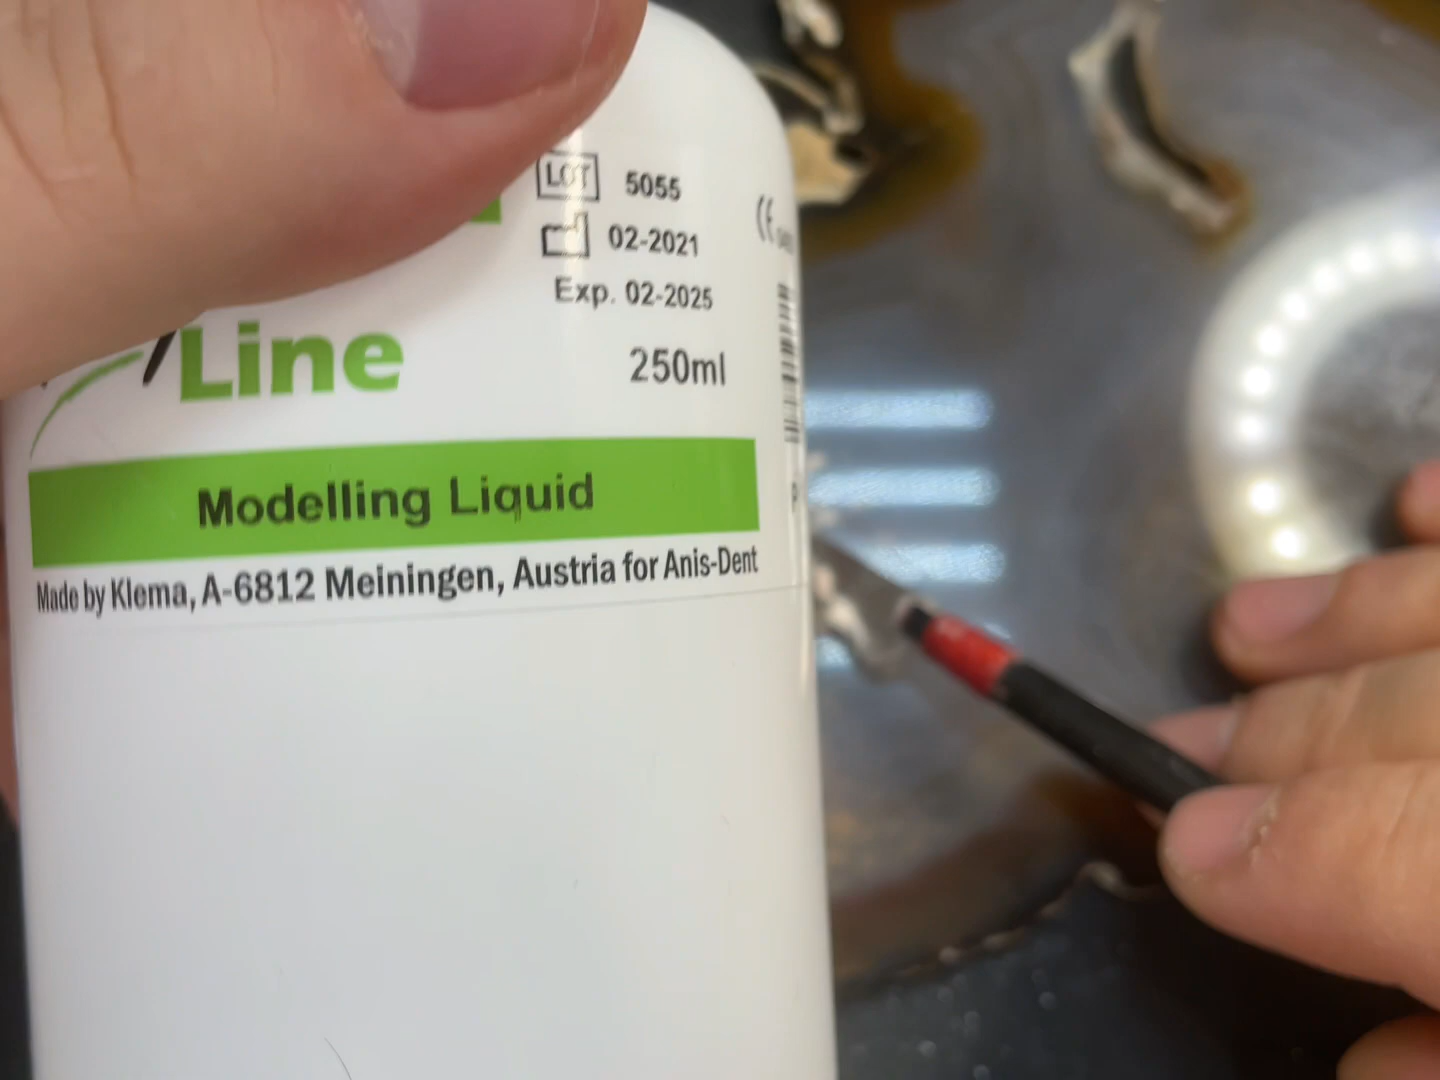 LOT 5055
02-2021
Exp. 02-2025
Line
250ml
Modelling Liquid
Made by Klema, A-6812 Meiningen, Austria for Anis-Dent